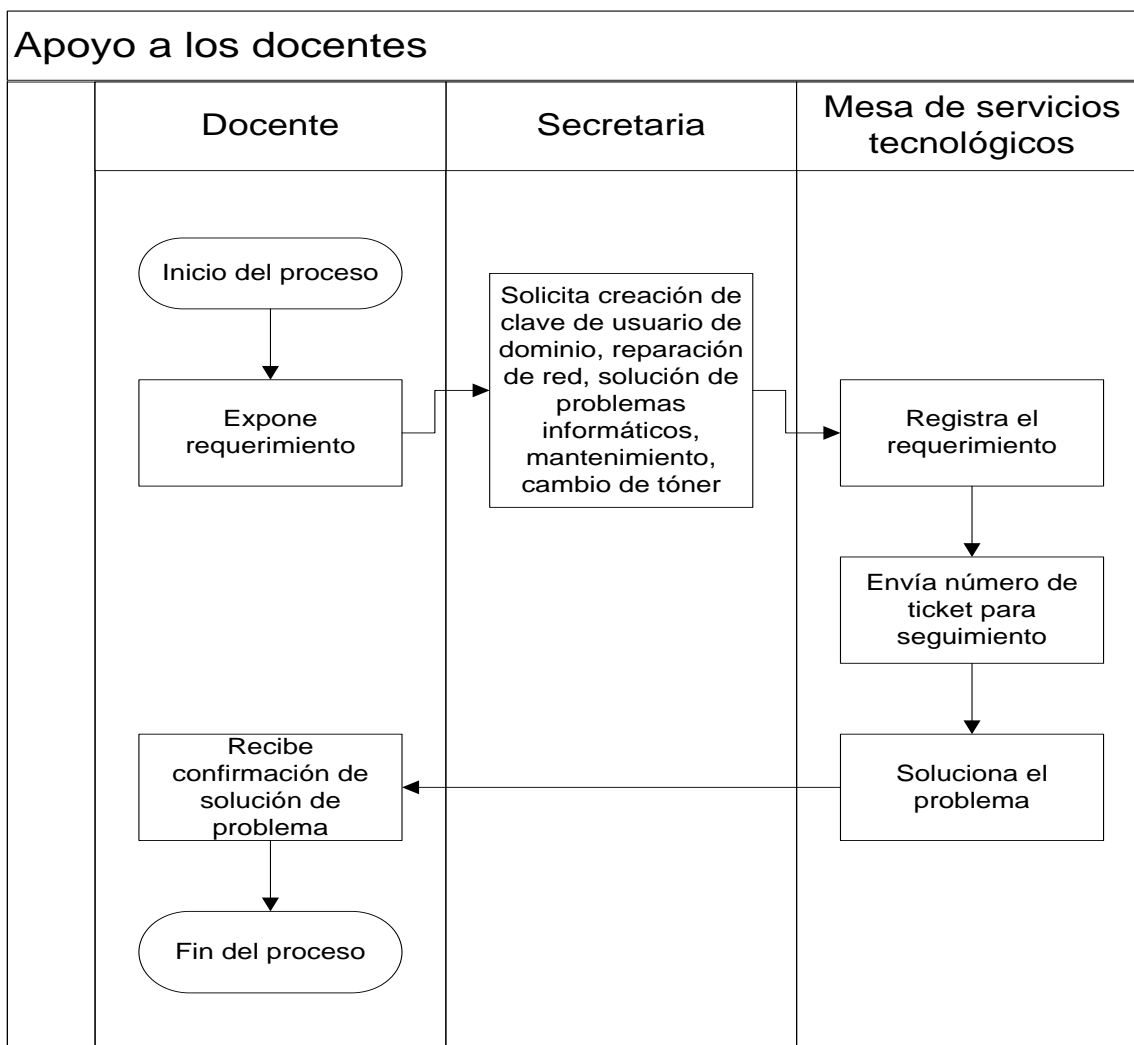 Apoyo a los docentes
Docente
Secretaria
Mesa de servicios
tecnológicos
Inicio del proceso
Expone
requerimiento
Solicita creación de
clave de usuario de
dominio, reparación
de red, solución de
problemas
informáticos,
mantenimiento,
cambio de tóner
Registra el
requerimiento
Envía número de
ticket para
seguimiento
Soluciona el
problema
Recibe
confirmación de
solución de
problema
Fin del proceso